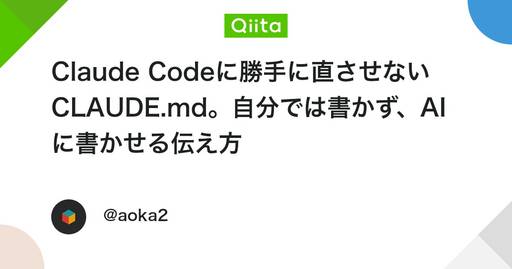 Qiita
Claude Codeに勝手に直させない
CLAUDE.md。自分では書かず、AI
に書かせる伝え方
@aoka2